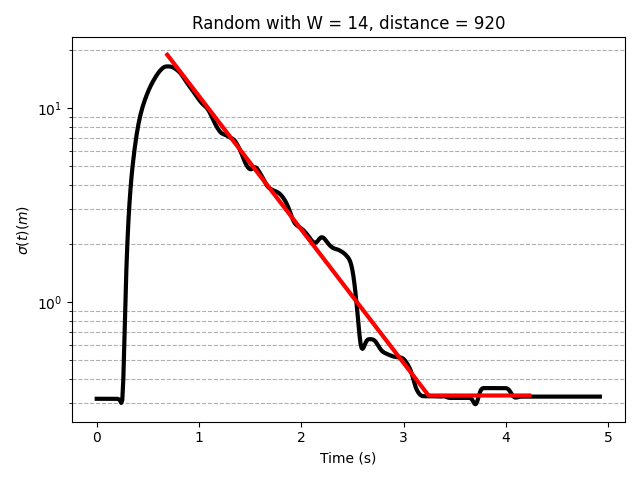 Random with W = 14, distance = 920
σ(t)(m)
10¹
10⁰
0 1 2 3 4 5
Time (s)